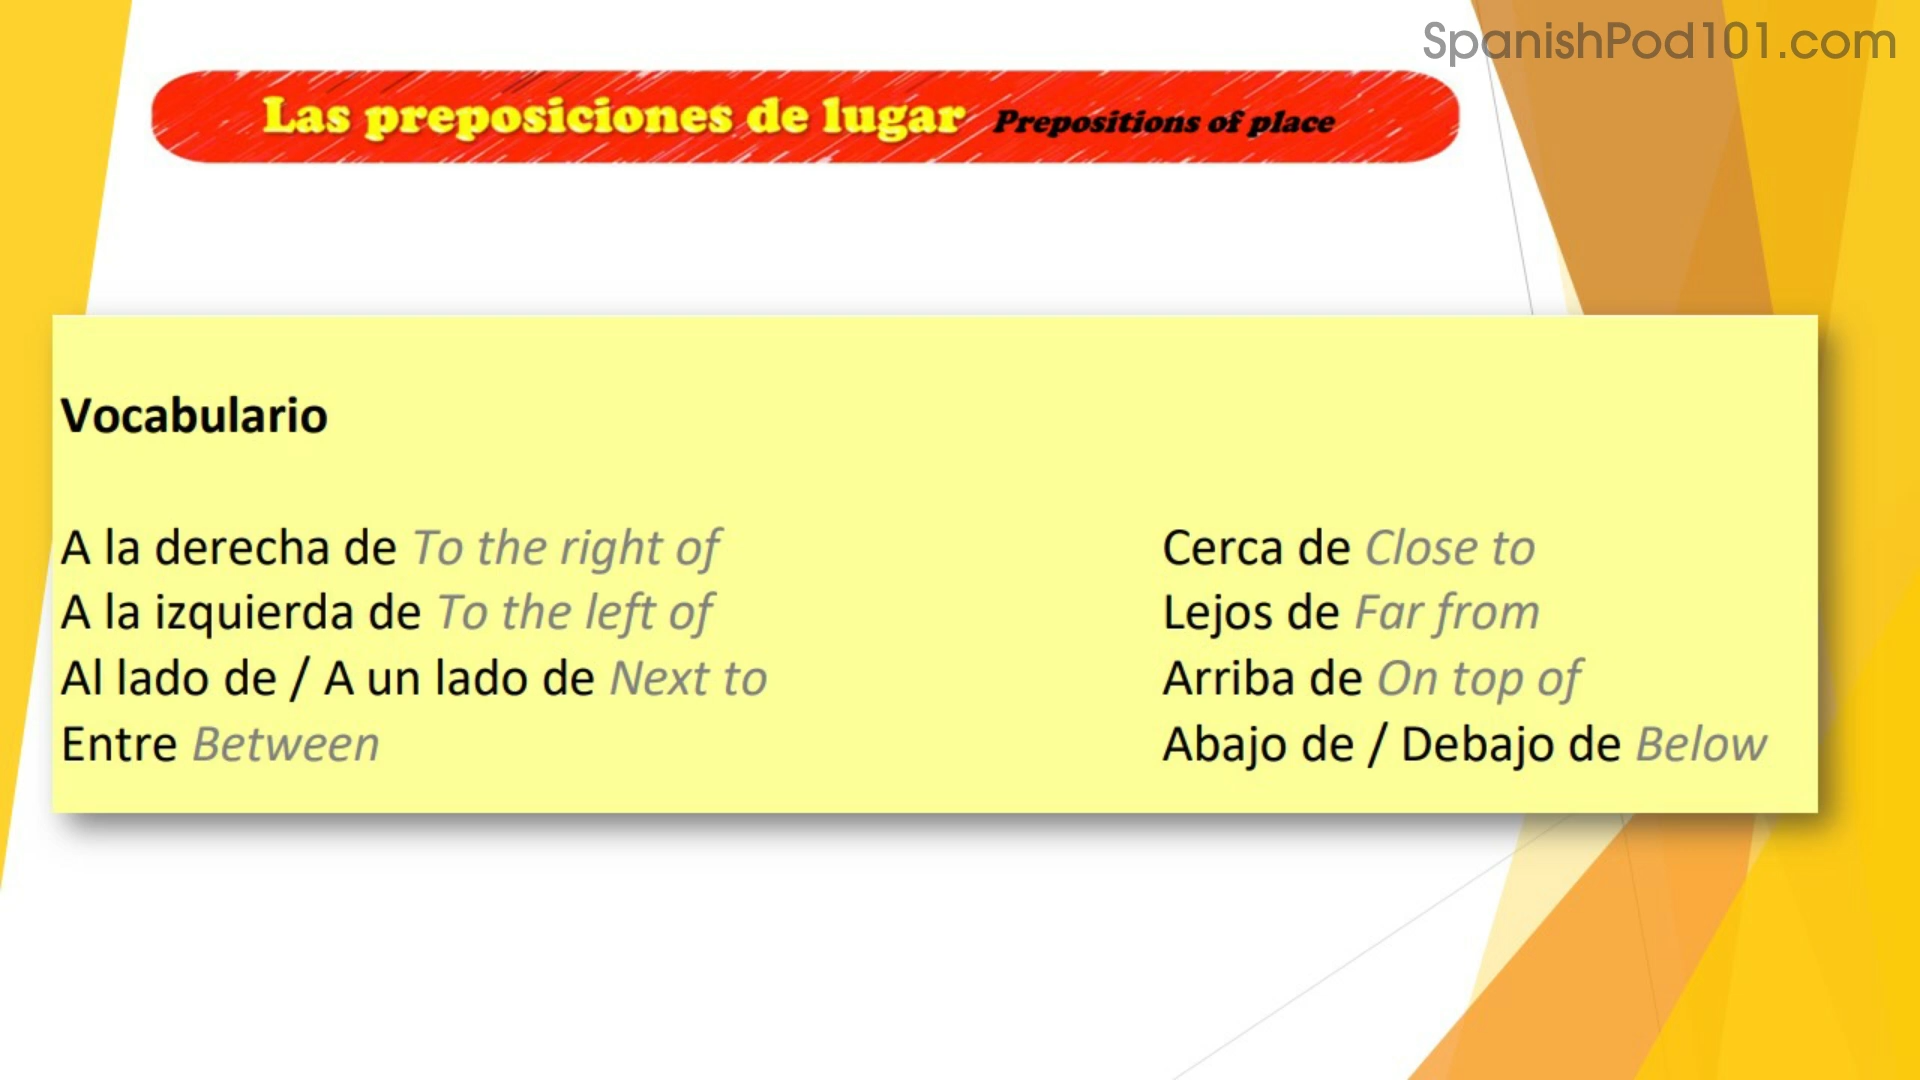 SpanishPod101.com
Las preposiciones de lugar Prepositions of place
Vocabulario
A la derecha de To the right of
A la izquierda de To the left of
Al lado de / A un lado de Next to
Entre Between
Cerca de Close to
Lejos de Far from
Arriba de On top of
Abajo de / Debajo de Below